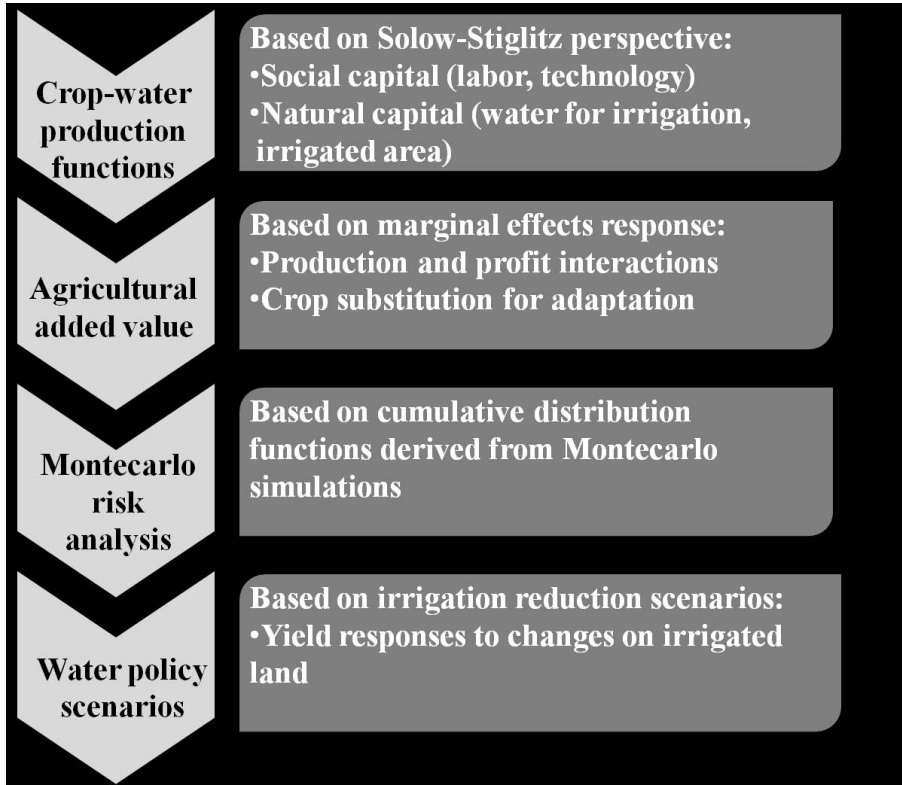 Crop-water
production
functions
Based on Solow-Stiglitz perspective:
•Social capital (labor, technology)
•Natural capital (water for irrigation,
irrigated area)
Agricultural
added value
Based on marginal effects response:
•Production and profit interactions
•Crop substitution for adaptation
Montecarlo
risk
analysis
Based on cumulative distribution
functions derived from Montecarlo
simulations
Water policy
scenarios
Based on irrigation reduction scenarios:
•Yield responses to changes on irrigated
land